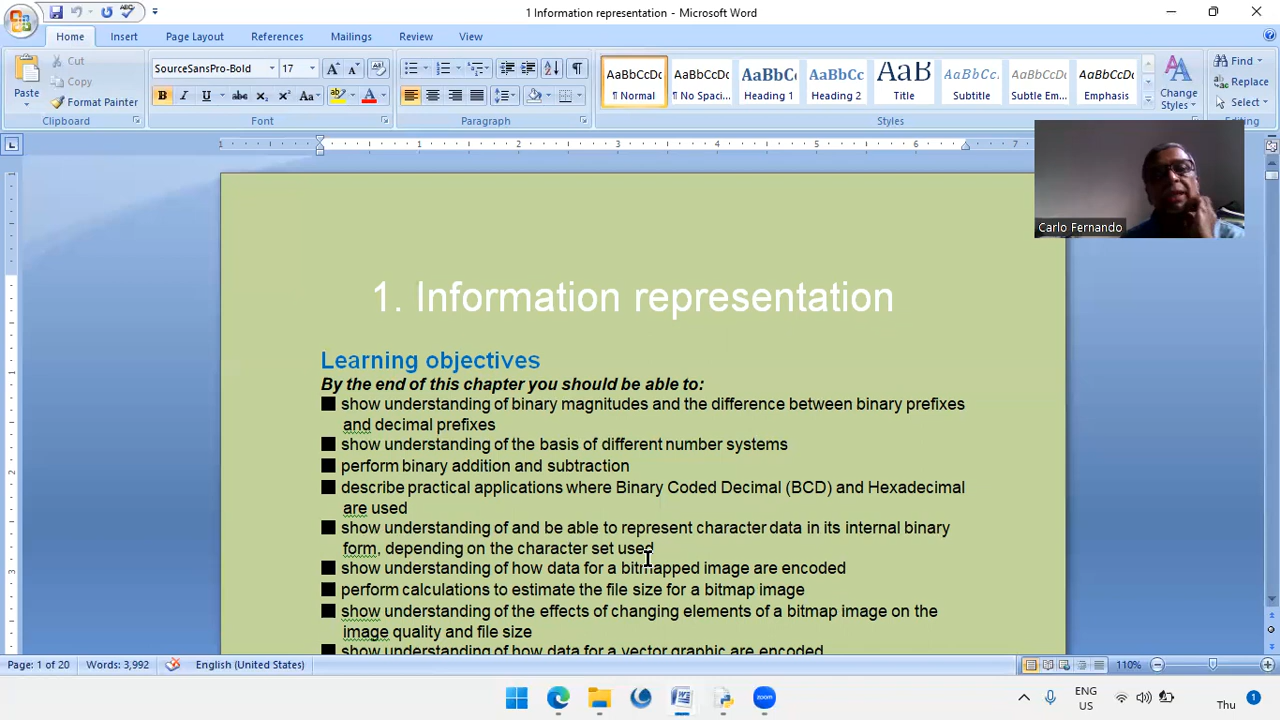 1 Information representation - Microsoft Word
Home Insert Page Layout References Mailings Review View
Paste
Cut
Copy
Format Painter
Clipboard
SourceSansPro-Bold 17
Font
Paragraph
AaBbCcDc AaBbCcDc AaBbCc AaBbCc AaB AaBbCc. AaBbCcDc AaBbCcDc
¶ Normal ¶ No Spaci... Heading 1 Heading 2 Title Subtitle Subtle Em... Emphasis
Change Styles
Styles
Find
Replace
Select
Editing
Carlo Fernando
1. Information representation
Learning objectives
By the end of this chapter you should be able to:
■ show understanding of binary magnitudes and the difference between binary prefixes
and decimal prefixes
■ show understanding of the basis of different number systems
■ perform binary addition and subtraction
■ describe practical applications where Binary Coded Decimal (BCD) and Hexadecimal
are used
■ show understanding of and be able to represent character data in its internal binary
form, depending on the character set used
■ show understanding of how data for a bitmapped image are encoded
■ perform calculations to estimate the file size for a bitmap image
■ show understanding of the effects of changing elements of a bitmap image on the
image quality and file size
show understanding of how data for a vector graphic are encoded
Page: 1 of 20 Words: 3,992 English (United States) 110%
ENG
US
Thu